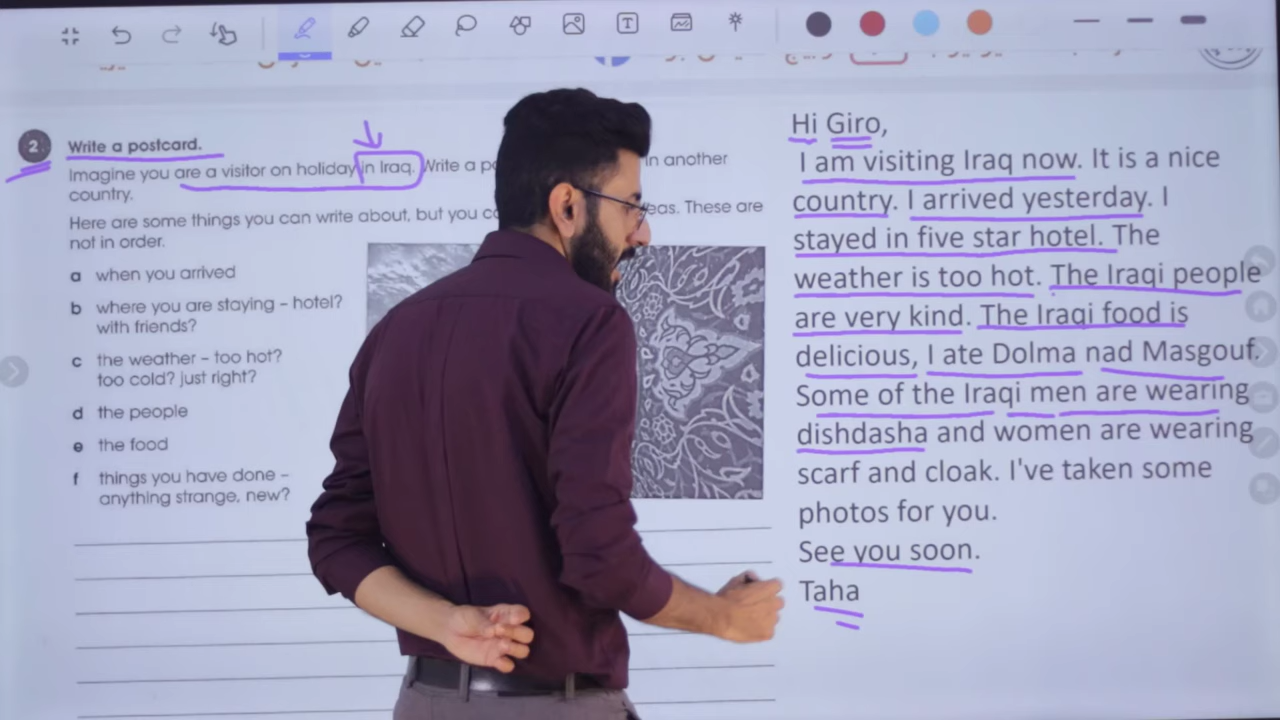 2 Write a postcard.
Imagine you are a visitor on holiday in Iraq. Write a in another
country.
Here are some things you can write about, but you These are
not in order.
a when you arrived
b where you are staying – hotel?
with friends?
c the weather – too hot?
too cold? just right?
d the people
e the food
f things you have done –
anything strange, new?
Hi Giro,
I am visiting Iraq now. It is a nice
country. I arrived yesterday. I
stayed in five star hotel. The
weather is too hot. The Iraqi people
are very kind. The Iraqi food is
delicious, I ate Dolma nad Masgouf.
Some of the Iraqi men are wearing
dishdasha and women are wearing
scarf and cloak. I've taken some
photos for you.
See you soon.
Taha